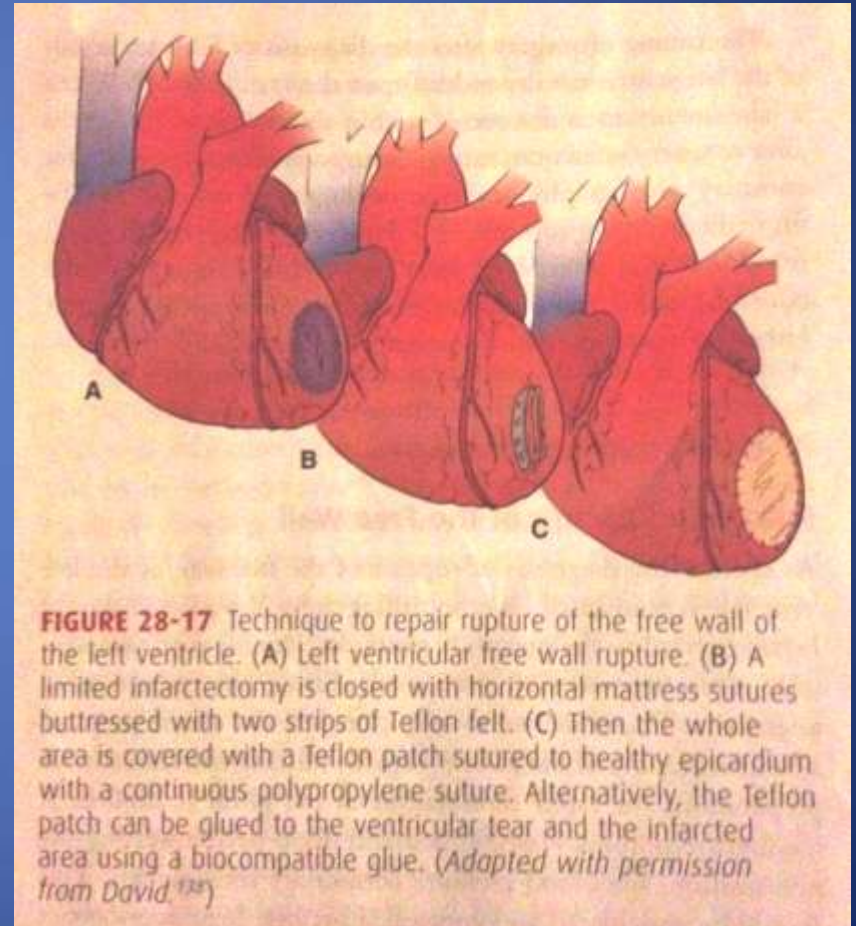 A
B
C
FIGURE 28-17 Technique to repair rupture of the free wall of
the left ventricle. (A) Left ventricular free wall rupture. (B) A
limited infarctectomy is closed with horizontal mattress sutures
buttressed with two strips of Teflon felt. (C) Then the whole
area is covered with a Teflon patch sutured to healthy epicardium
with a continuous polypropylene suture. Alternatively, the Teflon
patch can be glued to the ventricular tear and the infarcted
area using a biocompatible glue. (Adapted with permission
from David.)